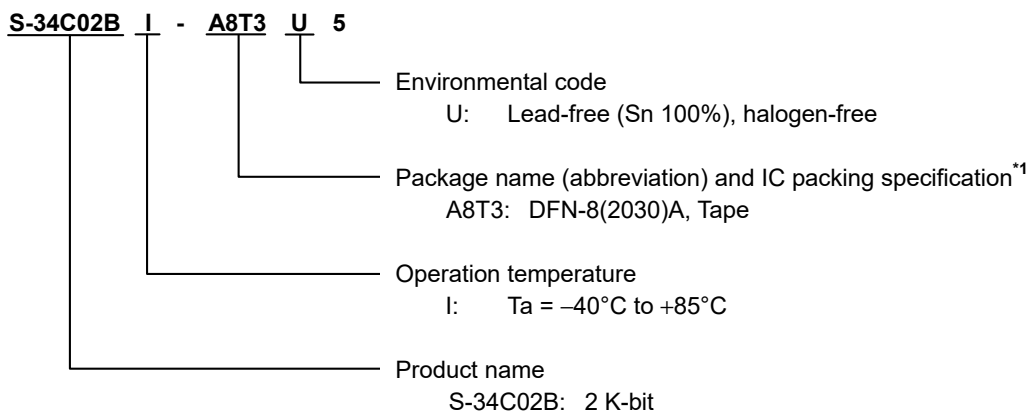 S-34C02B I - A8T3 U 5
Environmental code
U: Lead-free (Sn 100%), halogen-free
Package name (abbreviation) and IC packing specification*1
A8T3: DFN-8(2030)A, Tape
Operation temperature
I: Ta = −40°C to +85°C
Product name
S-34C02B: 2 K-bit